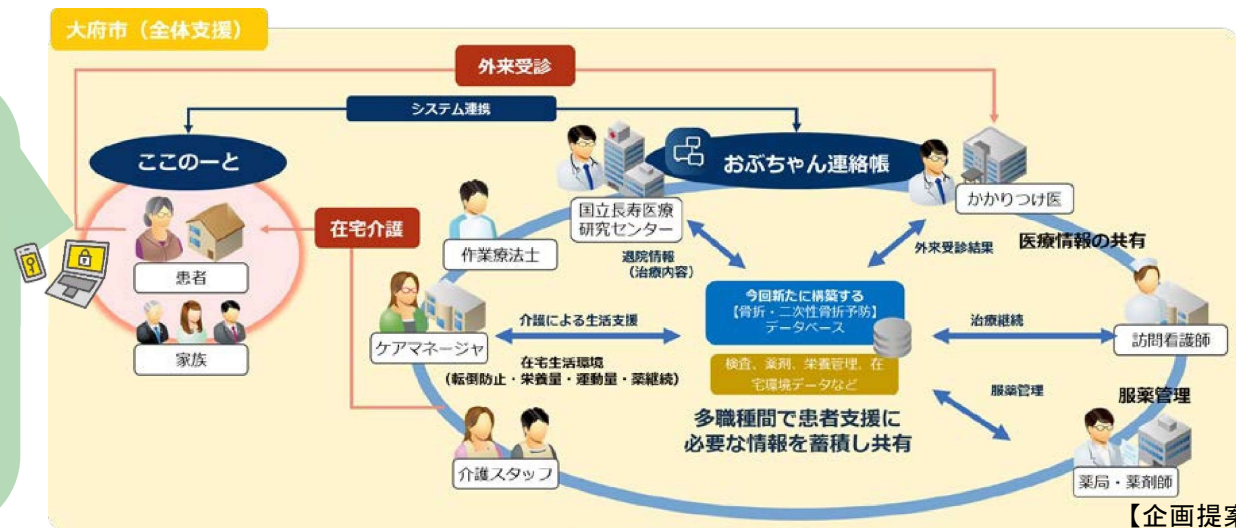 大府市（全体支援）
外来受診
システム連携
ここのーと
おぶちゃん連絡帳
国立長寿医療
研究センター
かかりつけ医
在宅介護
作業療法士
退院情報
（治療内容）
外来受診結果
医療情報の共有
患者
家族
ケアマネージャ
介護による生活支援
在宅生活環境
（転倒防止・栄養量・運動量・薬継続）
今回新たに構築する
【骨折・二次性骨折予防】
データベース
検査、薬剤、栄養管理、在
宅環境データなど
治療継続
訪問看護師
服薬管理
服薬管理
多職種間で患者支援に
必要な情報を蓄積し共有
介護スタッフ
薬局・薬剤師
【企画提案